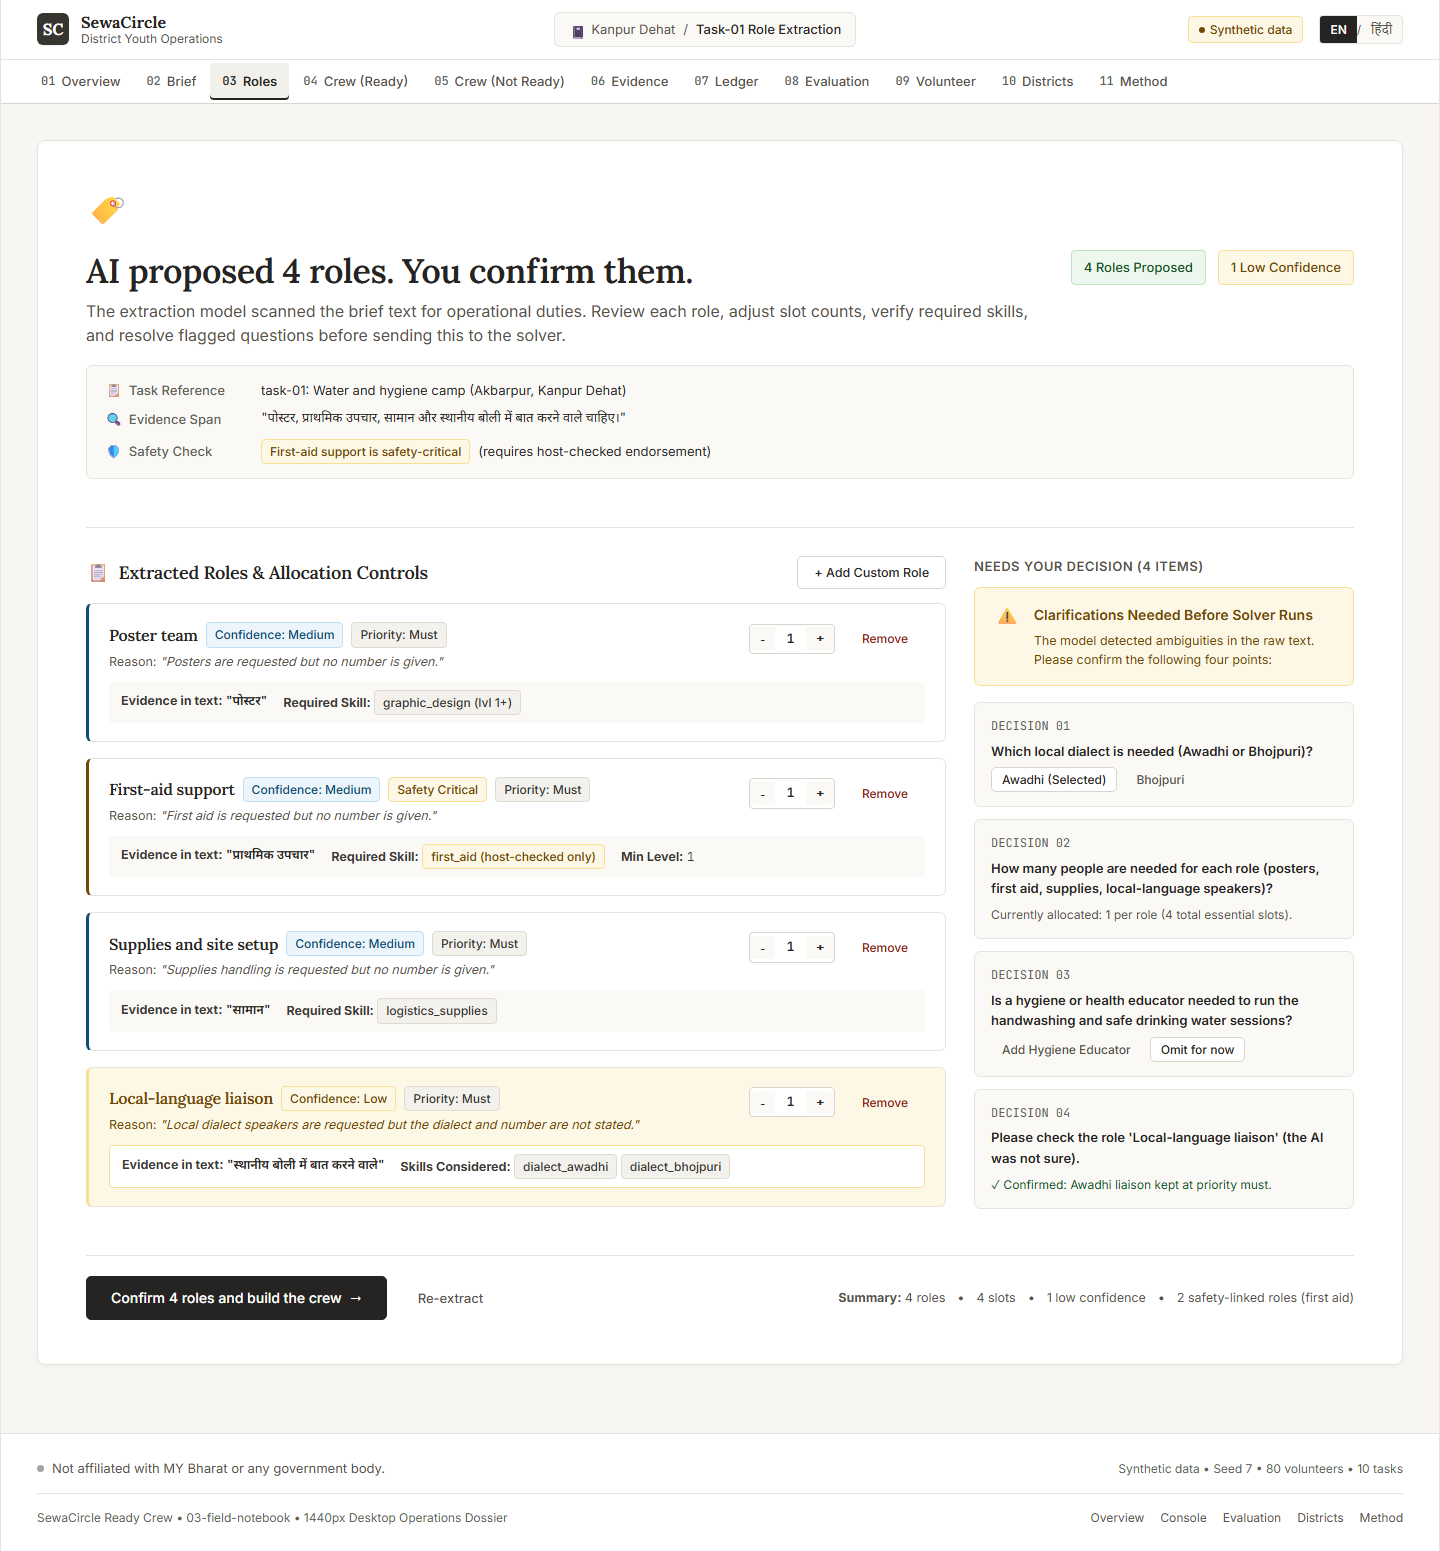 SC
SewaCircle
District Youth Operations
Kanpur Dehat / Task-01 Role Extraction
Synthetic data
EN / हिंदी
01 Overview
02 Brief
03 Roles
04 Crew (Ready)
05 Crew (Not Ready)
06 Evidence
07 Ledger
08 Evaluation
09 Volunteer
10 Districts
11 Method
AI proposed 4 roles. You confirm them.
4 Roles Proposed
1 Low Confidence
The extraction model scanned the brief text for operational duties. Review each role, adjust slot counts, verify required skills,
and resolve flagged questions before sending this to the solver.
Task Reference task-01: Water and hygiene camp (Akbarpur, Kanpur Dehat)
Evidence Span "पोस्टर, प्राथमिक उपचार, सामान और स्थानीय बोली में बात करने वाले चाहिए।"
Safety Check First-aid support is safety-critical (requires host-checked endorsement)
Extracted Roles & Allocation Controls
+ Add Custom Role
Poster team Confidence: Medium Priority: Must
- 1 + Remove
Reason: "Posters are requested but no number is given."
Evidence in text: "पोस्टर" Required Skill: graphic_design (lvl 1+)
First-aid support Confidence: Medium Safety Critical Priority: Must
- 1 + Remove
Reason: "First aid is requested but no number is given."
Evidence in text: "प्राथमिक उपचार" Required Skill: first_aid (host-checked only) Min Level: 1
Supplies and site setup Confidence: Medium Priority: Must
- 1 + Remove
Reason: "Supplies handling is requested but no number is given."
Evidence in text: "सामान" Required Skill: logistics_supplies
Local-language liaison Confidence: Low Priority: Must
- 1 + Remove
Reason: "Local dialect speakers are requested but the dialect and number are not stated."
Evidence in text: "स्थानीय बोली में बात करने वाले" Skills Considered: dialect_awadhi dialect_bhojpuri
NEEDS YOUR DECISION (4 ITEMS)
Clarifications Needed Before Solver Runs
The model detected ambiguities in the raw text.
Please confirm the following four points:
DECISION 01
Which local dialect is needed (Awadhi or Bhojpuri)?
Awadhi (Selected) Bhojpuri
DECISION 02
How many people are needed for each role (posters,
first aid, supplies, local-language speakers)?
Currently allocated: 1 per role (4 total essential slots).
DECISION 03
Is a hygiene or health educator needed to run the
handwashing and safe drinking water sessions?
Add Hygiene Educator Omit for now
DECISION 04
Please check the role 'Local-language liaison' (the AI
was not sure).
✓ Confirmed: Awadhi liaison kept at priority must.
Confirm 4 roles and build the crew →
Re-extract
Summary: 4 roles • 4 slots • 1 low confidence • 2 safety-linked roles (first aid)
Not affiliated with MY Bharat or any government body.
Synthetic data • Seed 7 • 80 volunteers • 10 tasks
SewaCircle Ready Crew • 03-field-notebook • 1440px Desktop Operations Dossier
Overview Console Evaluation Districts Method